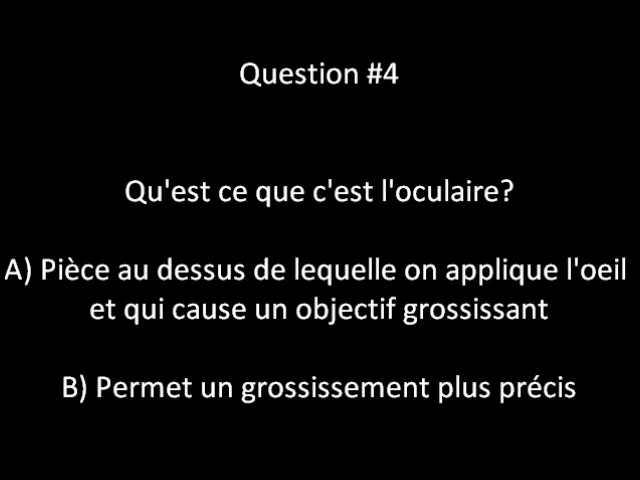 Question #4
Qu'est ce que c'est l'oculaire?
A) Pièce au dessus de lequelle on applique l'oeil
et qui cause un objectif grossissant
B) Permet un grossissement plus précis